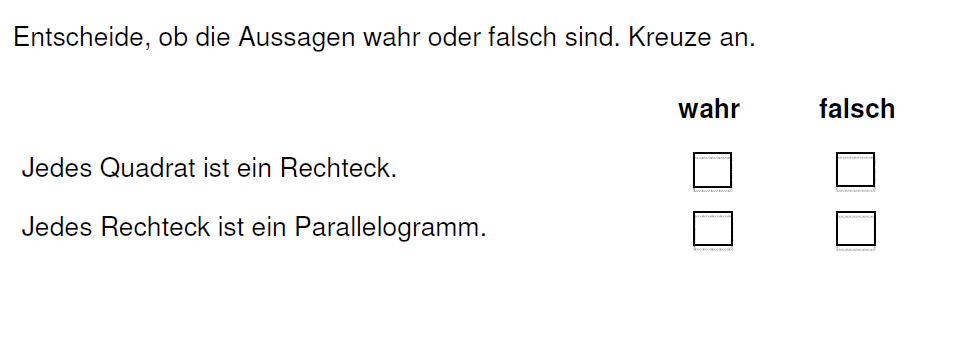 Entscheide, ob die Aussagen wahr oder falsch sind. Kreuze an.
wahr falsch
Jedes Quadrat ist ein Rechteck.
Jedes Rechteck ist ein Parallelogramm.